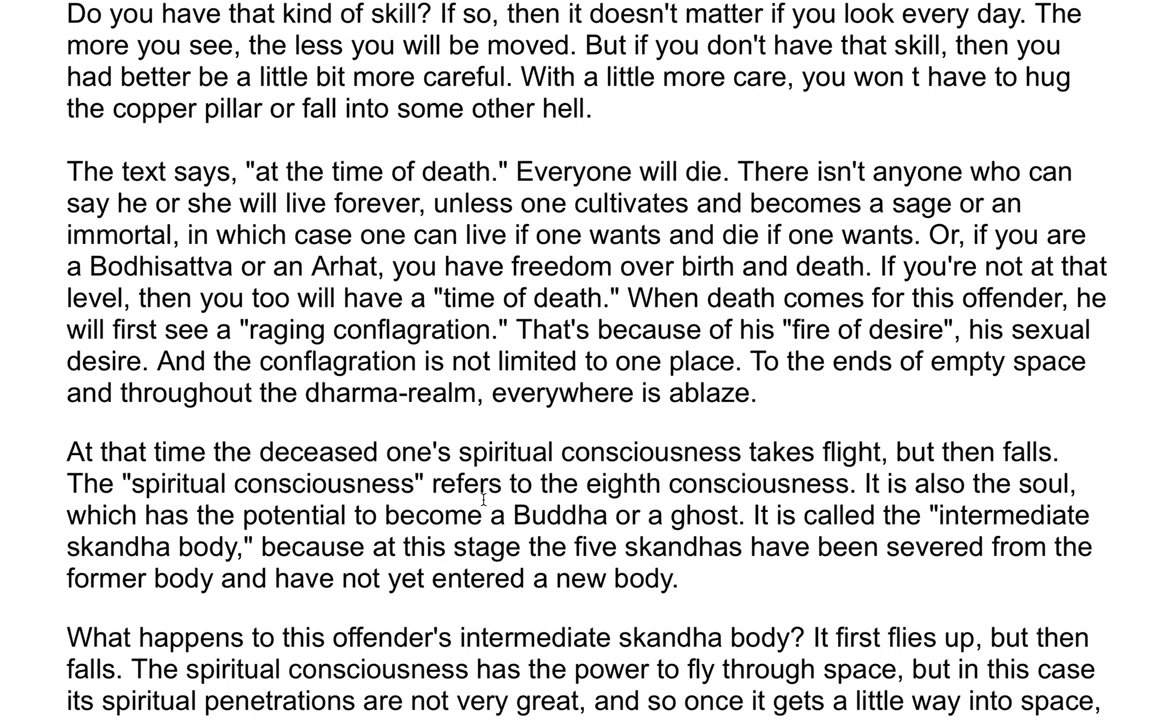 Do you have that kind of skill? If so, then it doesn't matter if you look every day. The
more you see, the less you will be moved. But if you don't have that skill, then you
had better be a little bit more careful. With a little more care, you won t have to hug
the copper pillar or fall into some other hell.
The text says, "at the time of death." Everyone will die. There isn't anyone who can
say he or she will live forever, unless one cultivates and becomes a sage or an
immortal, in which case one can live if one wants and die if one wants. Or, if you are
a Bodhisattva or an Arhat, you have freedom over birth and death. If you're not at that
level, then you too will have a "time of death." When death comes for this offender, he
will first see a "raging conflagration." That's because of his "fire of desire", his sexual
desire. And the conflagration is not limited to one place. To the ends of empty space
and throughout the dharma-realm, everywhere is ablaze.
At that time the deceased one's spiritual consciousness takes flight, but then falls.
The "spiritual consciousness" refers to the eighth consciousness. It is also the soul,
which has the potential to become a Buddha or a ghost. It is called the "intermediate
skandha body," because at this stage the five skandhas have been severed from the
former body and have not yet entered a new body.
What happens to this offender's intermediate skandha body? It first flies up, but then
falls. The spiritual consciousness has the power to fly through space, but in this case
its spiritual penetrations are not very great, and so once it gets a little way into space,